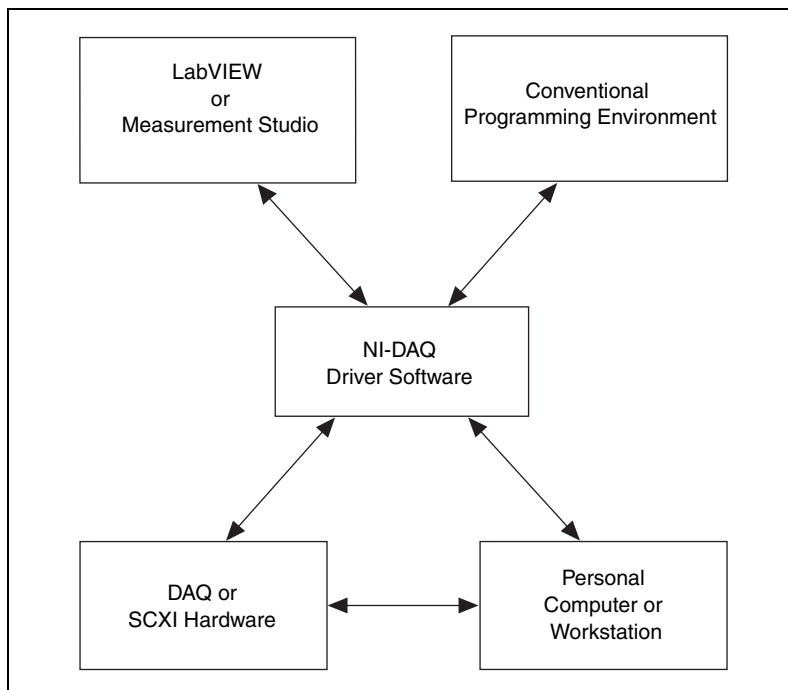 LabVIEW
or
Measurement Studio
Conventional
Programming Environment
NI-DAQ
Driver Software
DAQ or
SCXI Hardware
Personal
Computer or
Workstation